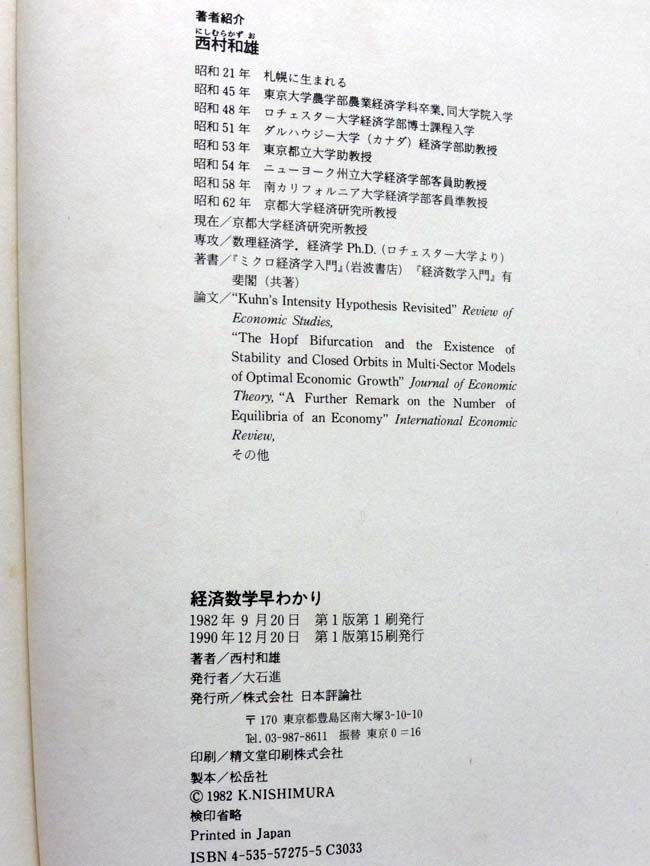 著者紹介
にしむらかずお
西村和雄
昭和21年 札幌に生まれる
昭和45年 東京大学農学部農業経済学科卒業,同大学院入学
昭和48年 ロチェスター大学経済学部博士課程入学
昭和51年 ダルハウジー大学(カナダ)経済学部助教授
昭和53年 東京都立大学助教授
昭和54年 ニューヨーク州立大学経済学部客員助教授
昭和58年 南カリフォルニア大学経済学部客員準教授
昭和62年 京都大学経済研究所教授
現在/京都大学経済研究所教授
専攻/数理経済学,経済学Ph.D.(ロチェスター大学より)
著書/『ミクロ経済学入門』(岩波書店)『経済数学入門』有
斐閣(共著)
論文/“Kuhn's Intensity Hypothesis Revisited” Review of
Economic Studies,
“The Hopf Bifurcation and the Existence of
Stability and Closed Orbits in Multi-Sector Models
of Optimal Economic Growth” Journal of Economic
Theory, “A Further Remark on the Number of
Equilibria of an Economy” International Economic
Review,
その他
経済数学早わかり
1982年9月20日 第1版第1刷発行
1990年12月20日 第1版第15刷発行
著者/西村和雄
発行者/大石進
発行所/株式会社 日本評論社
〒170 東京都豊島区南大塚3-10-10
Tel. 03-987-8611 振替 東京0=16
印刷/精文堂印刷株式会社
製本/松岳社
© 1982 K.NISHIMURA
検印省略
Printed in Japan
ISBN 4-535-57275-5 C3033